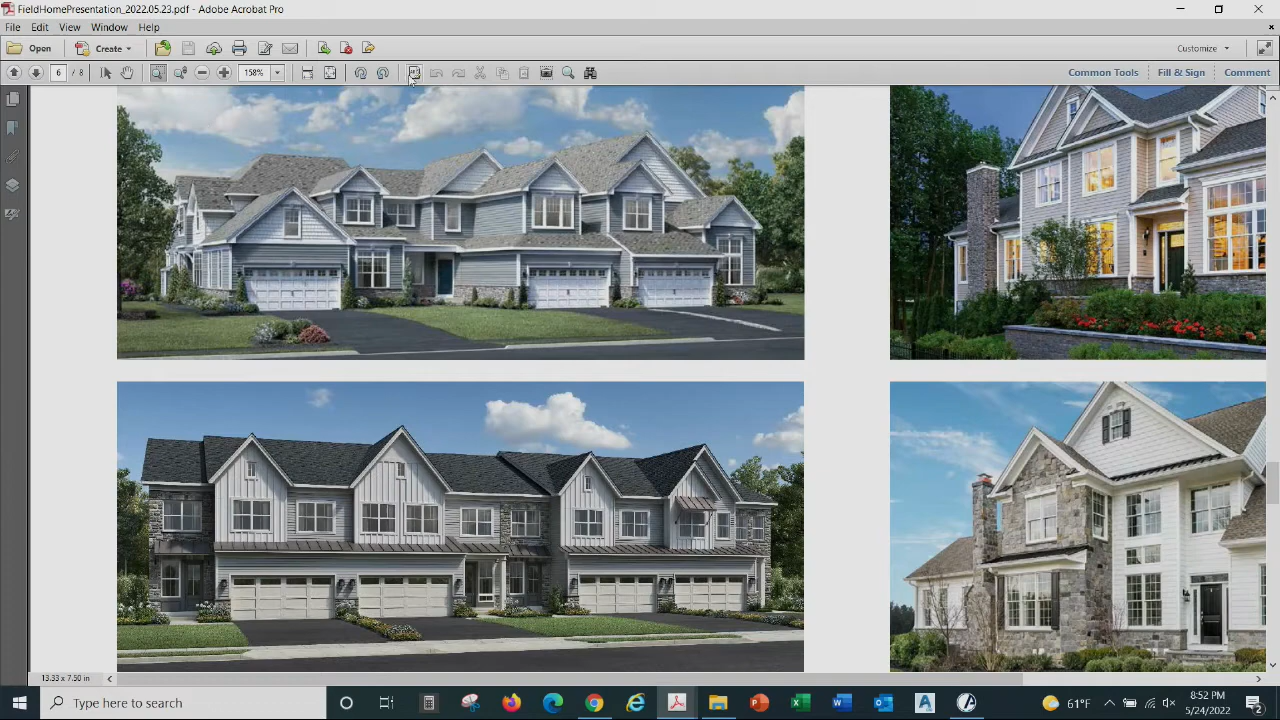 FieldHomePresentation_2022.05.23.pdf - Adobe Acrobat Pro
File Edit View Window Help
Open Create Customize
6 / 8 158% Common Tools Fill & Sign Comment
13.33 x 7.50 in
Type here to search 61°F 8:52 PM
5/24/2022 2